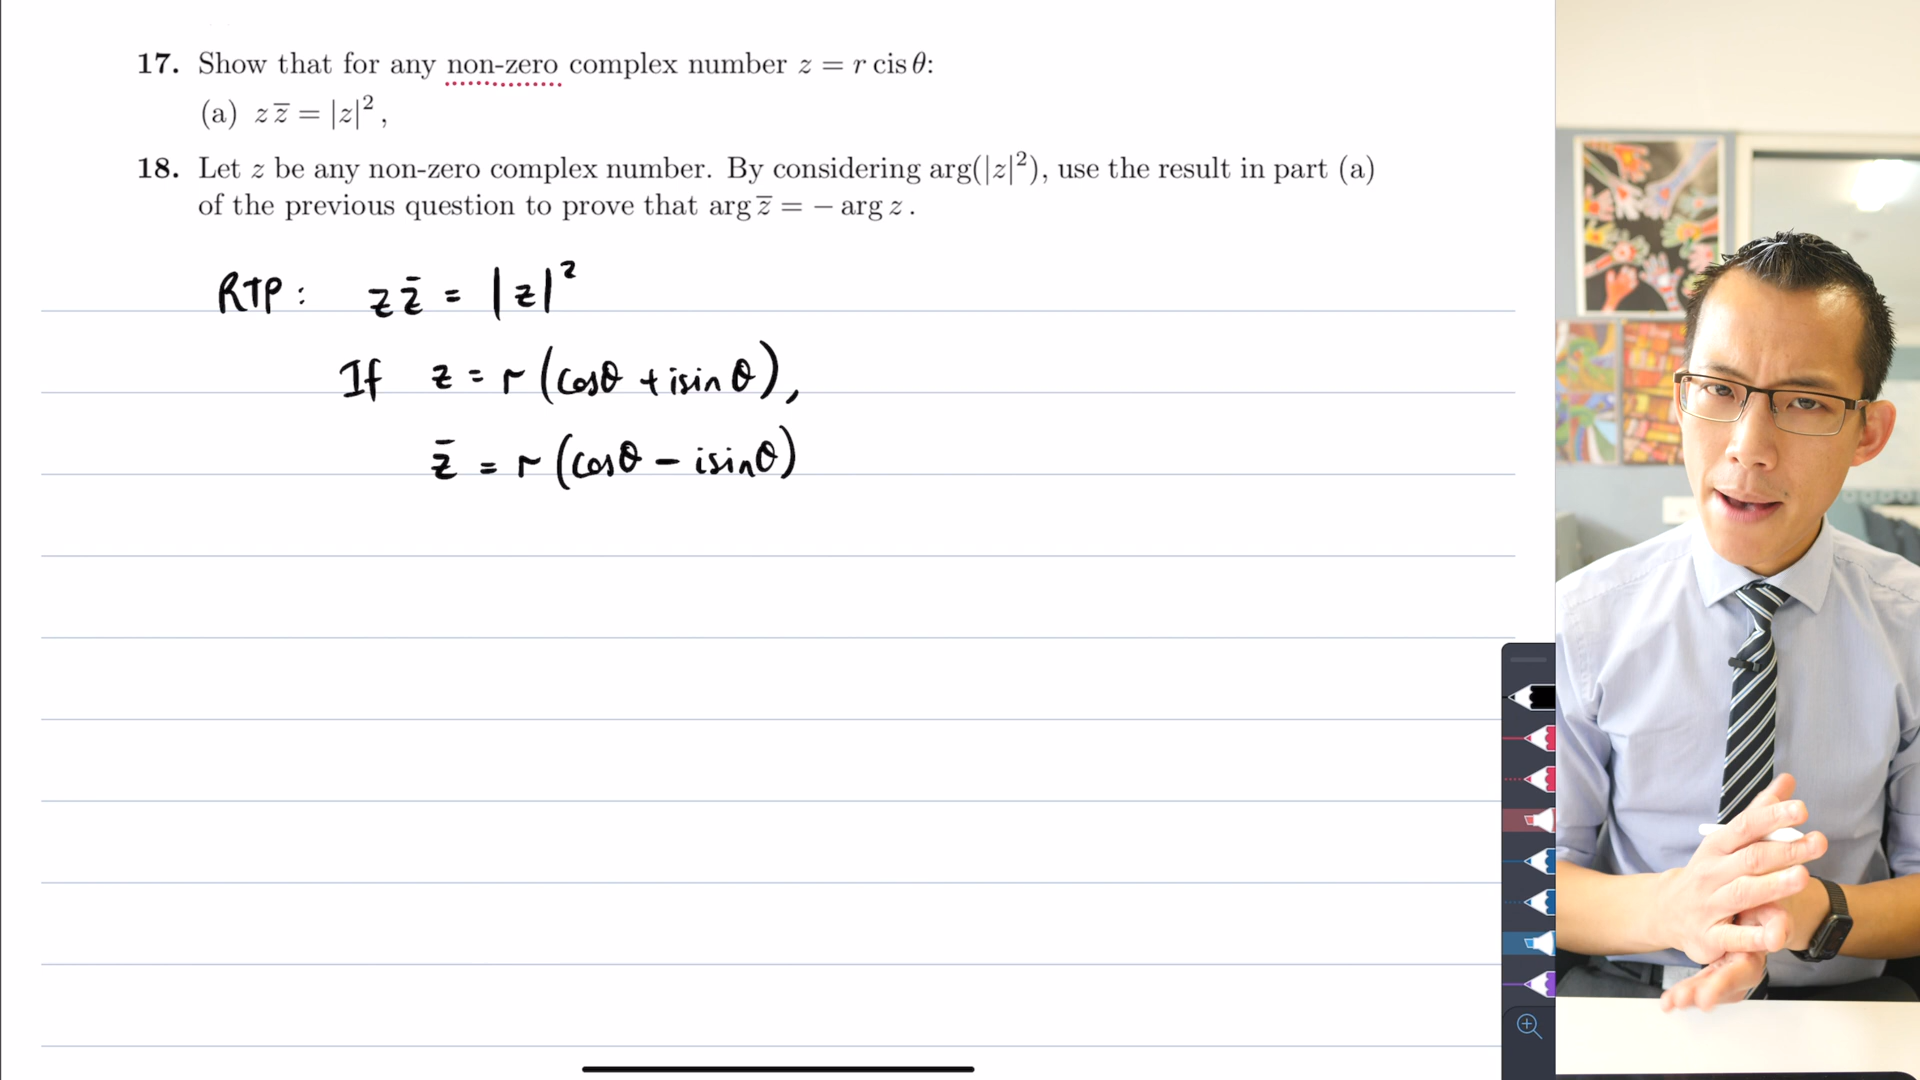 17. Show that for any non-zero complex number z = r cis θ:
(a) z z̅ = |z|²,
18. Let z be any non-zero complex number. By considering arg(|z|²), use the result in part (a)
of the previous question to prove that arg z̅ = − arg z .
RTP: z z̅ = |z|²
If z = r (cosθ + isin θ),
z̅ = r (cosθ − isinθ)